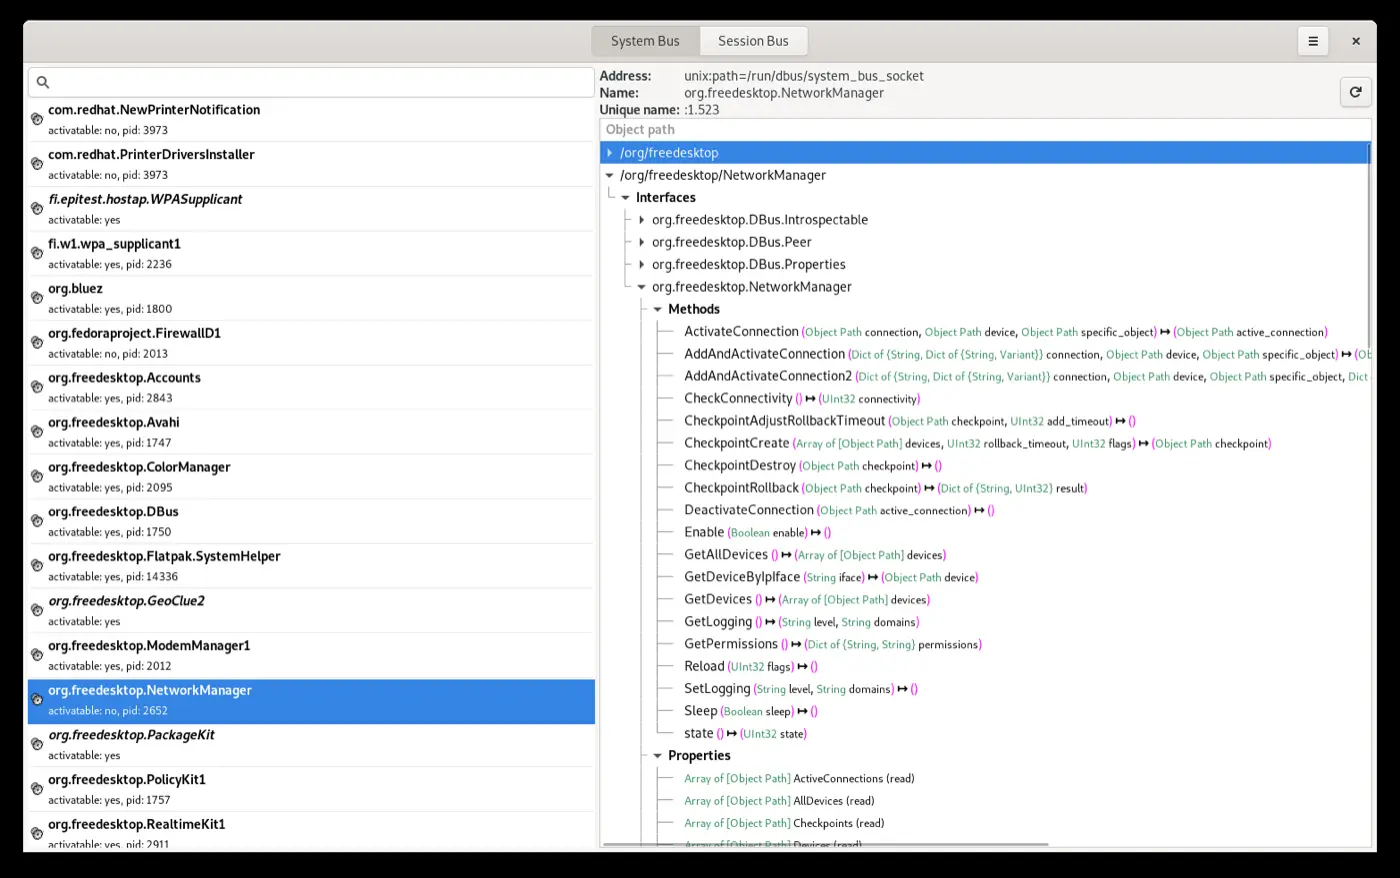 System Bus
Session Bus
com.redhat.NewPrinterNotification
activatable: no, pid: 3973
com.redhat.PrinterDriversInstaller
activatable: no, pid: 3973
fi.epitest.hostap.WPASupplicant
activatable: yes
fi.w1.wpa_supplicant1
activatable: yes, pid: 2236
org.bluez
activatable: yes, pid: 1800
org.fedoraproject.FirewallD1
activatable: no, pid: 2013
org.freedesktop.Accounts
activatable: yes, pid: 2843
org.freedesktop.Avahi
activatable: yes, pid: 1747
org.freedesktop.ColorManager
activatable: yes, pid: 2095
org.freedesktop.DBus
activatable: yes, pid: 1750
org.freedesktop.Flatpak.SystemHelper
activatable: yes, pid: 14336
org.freedesktop.GeoClue2
activatable: yes
org.freedesktop.ModemManager1
activatable: yes, pid: 2012
org.freedesktop.NetworkManager
activatable: no, pid: 2652
org.freedesktop.PackageKit
activatable: yes
org.freedesktop.PolicyKit1
activatable: yes, pid: 1757
org.freedesktop.RealtimeKit1
activatable: yes, pid: 2911
Address: unix:path=/run/dbus/system_bus_socket
Name: org.freedesktop.NetworkManager
Unique name: :1.523
Object path
/org/freedesktop
/org/freedesktop/NetworkManager
Interfaces
org.freedesktop.DBus.Introspectable
org.freedesktop.DBus.Peer
org.freedesktop.DBus.Properties
org.freedesktop.NetworkManager
Methods
ActivateConnection (Object Path connection, Object Path device, Object Path specific_object) ↦ (Object Path active_connection)
AddAndActivateConnection (Dict of {String, Dict of {String, Variant}} connection, Object Path device, Object Path specific_object) ↦ (Ob
AddAndActivateConnection2 (Dict of {String, Dict of {String, Variant}} connection, Object Path device, Object Path specific_object, Dict
CheckConnectivity () ↦ (UInt32 connectivity)
CheckpointAdjustRollbackTimeout (Object Path checkpoint, UInt32 add_timeout) ↦ ()
CheckpointCreate (Array of [Object Path] devices, UInt32 rollback_timeout, UInt32 flags) ↦ (Object Path checkpoint)
CheckpointDestroy (Object Path checkpoint) ↦ ()
CheckpointRollback (Object Path checkpoint) ↦ (Dict of {String, UInt32} result)
DeactivateConnection (Object Path active_connection) ↦ ()
Enable (Boolean enable) ↦ ()
GetAllDevices () ↦ (Array of [Object Path] devices)
GetDeviceByIpIface (String iface) ↦ (Object Path device)
GetDevices () ↦ (Array of [Object Path] devices)
GetLogging () ↦ (String level, String domains)
GetPermissions () ↦ (Dict of {String, String} permissions)
Reload (UInt32 flags) ↦ ()
SetLogging (String level, String domains) ↦ ()
Sleep (Boolean sleep) ↦ ()
state () ↦ (UInt32 state)
Properties
Array of [Object Path] ActiveConnections (read)
Array of [Object Path] AllDevices (read)
Array of [Object Path] Checkpoints (read)
Array of [Object Path] Devices (read)